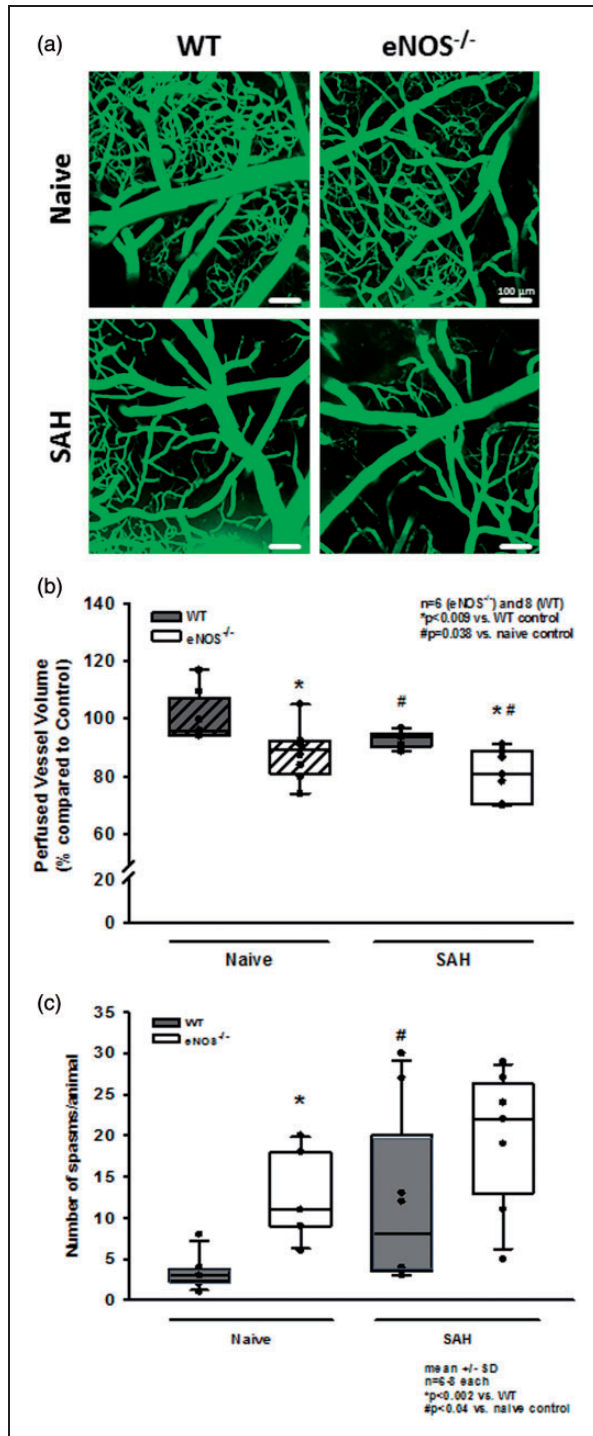 (a)
WT eNOS-/-
Naive
100 µm
SAH
(b)
Perfused Vessel Volume
(% compared to Control)
140
120
100
80
60
20
0
WT
eNOS-/-
n=6 (eNOS-/-) and 8 (WT)
*p<0.009 vs. WT control
#p=0.038 vs. naive control
*
#
* #
Naive SAH
(c)
Number of spasms/animal
35
30
25
20
15
10
5
0
WT
eNOS-/-
*
#
Naive SAH
mean +/- SD
n=6-8 each
*p<0.002 vs. WT
#p<0.04 vs. naive control